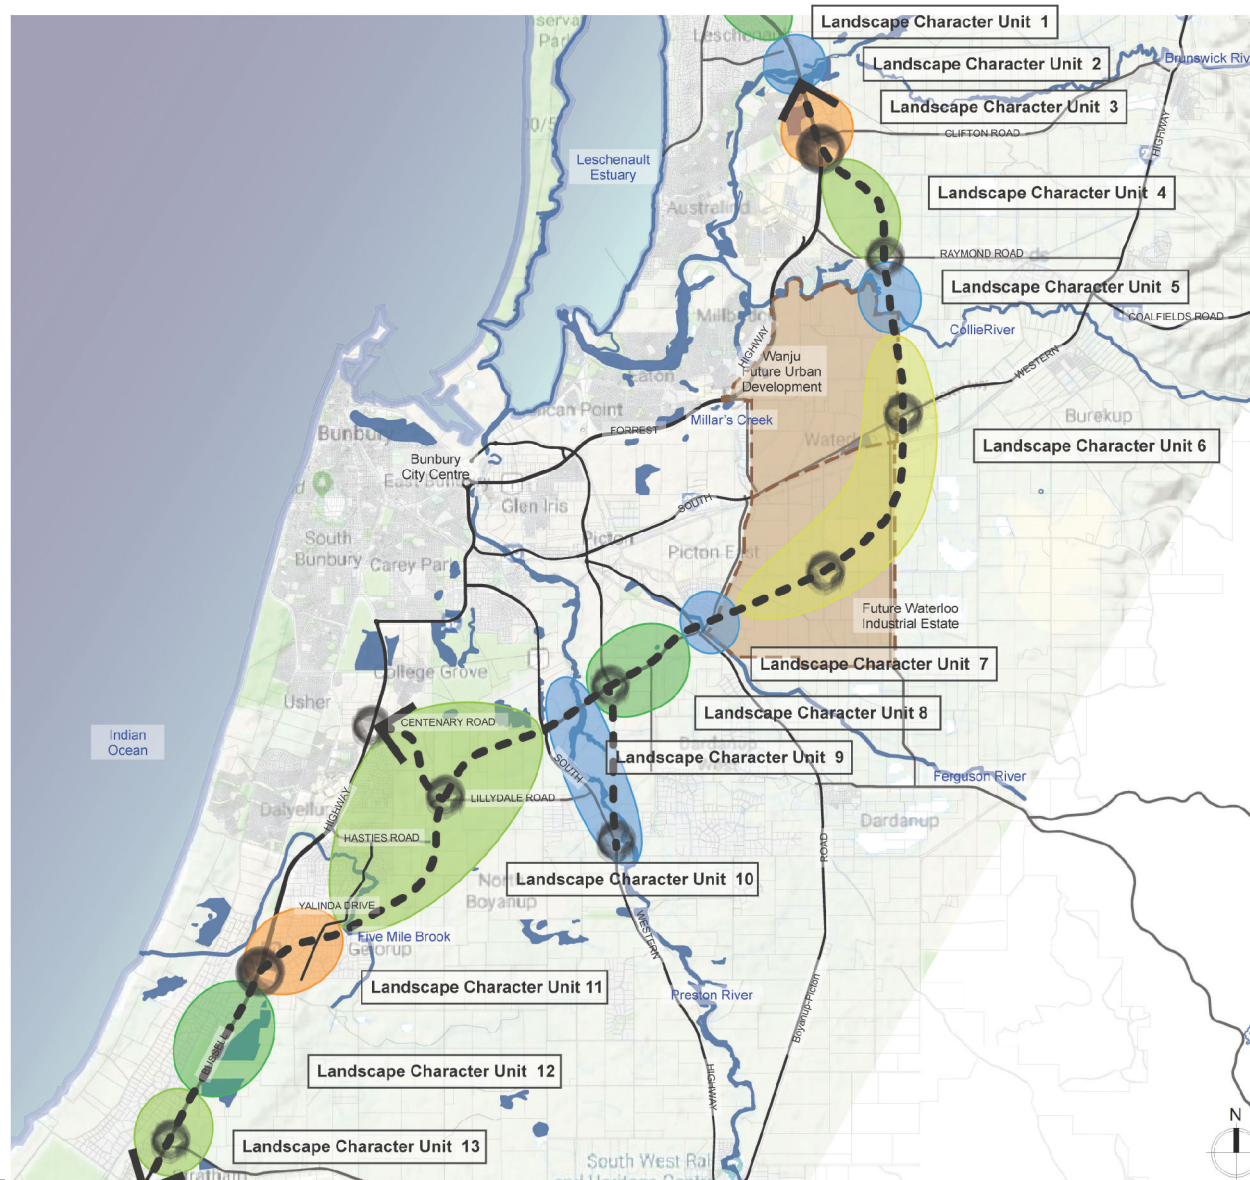 Landscape Character Unit 1
Leschenau
Landscape Character Unit 2
Brunswick Riv
Landscape Character Unit 3
CLIFTON ROAD
HIGHWAY
Leschenault
Estuary
Landscape Character Unit 4
Australind
RAYMOND ROAD
Landscape Character Unit 5
COALFIELDS ROAD
CollieRiver
HIGHWAY
Wanju
Future Urban
Development
WESTERN
Eaton
Millar's Creek
Burekup
FORREST
Bunbury
Bunbury
City Centre
Landscape Character Unit 6
Glen Iris
SOUTH
South
Bunbury
Carey Park
Picton
Picton East
Future Waterloo
Industrial Estate
Landscape Character Unit 7
College Grove
Usher
Landscape Character Unit 8
CENTENARY ROAD
Indian
Ocean
Landscape Character Unit 9
SOUTH
Ferguson River
LILLYDALE ROAD
HIGHWAY
HASTIES ROAD
Dardanup
ROAD
Landscape Character Unit 10
Boyanup
YALINDA DRIVE
WESTERN
Five Mile Brook
Gelorup
Landscape Character Unit 11
Preston River
Boyanup-Picton
BUSSELL
Landscape Character Unit 12
HIGHWAY
N
Landscape Character Unit 13
South West Rail